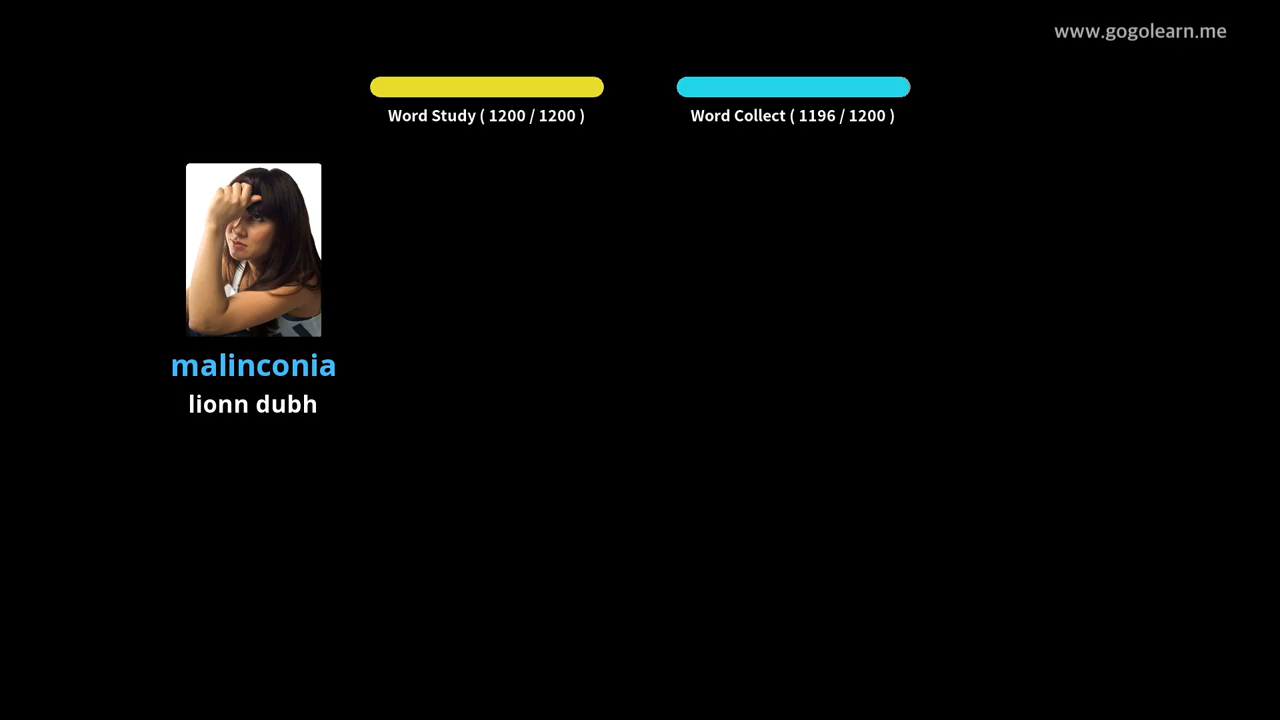 www.gogolearn.me
Word Study ( 1200 / 1200 )
Word Collect ( 1196 / 1200 )
malinconia
lionn dubh